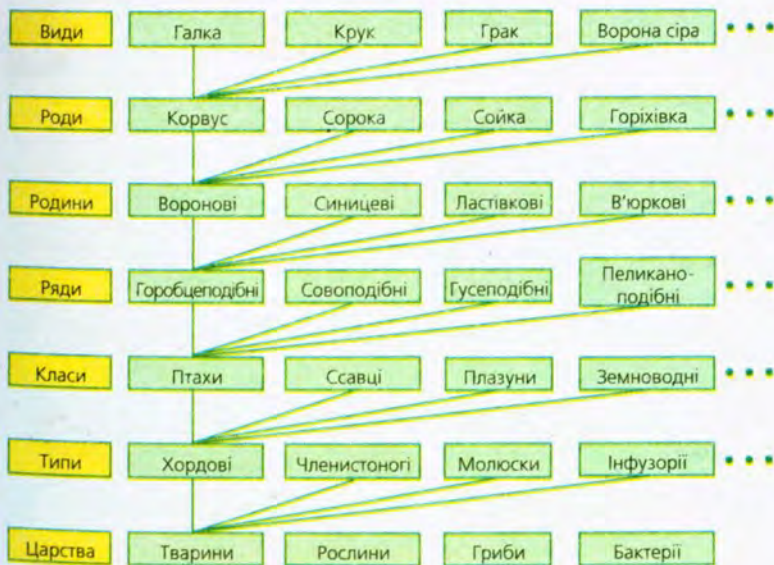 Види Галка Крук Грак Ворона сіра
Роди Корвус Сорока Сойка Горіхівка
Родини Воронові Синицеві Ластівкові В'юркові
Ряди Горобцеподібні Совоподібні Гусеподібні Пеликано-
подібні
Класи Птахи Ссавці Плазуни Земноводні
Типи Хордові Членистоногі Молюски Інфузорії
Царства Тварини Рослини Гриби Бактерії